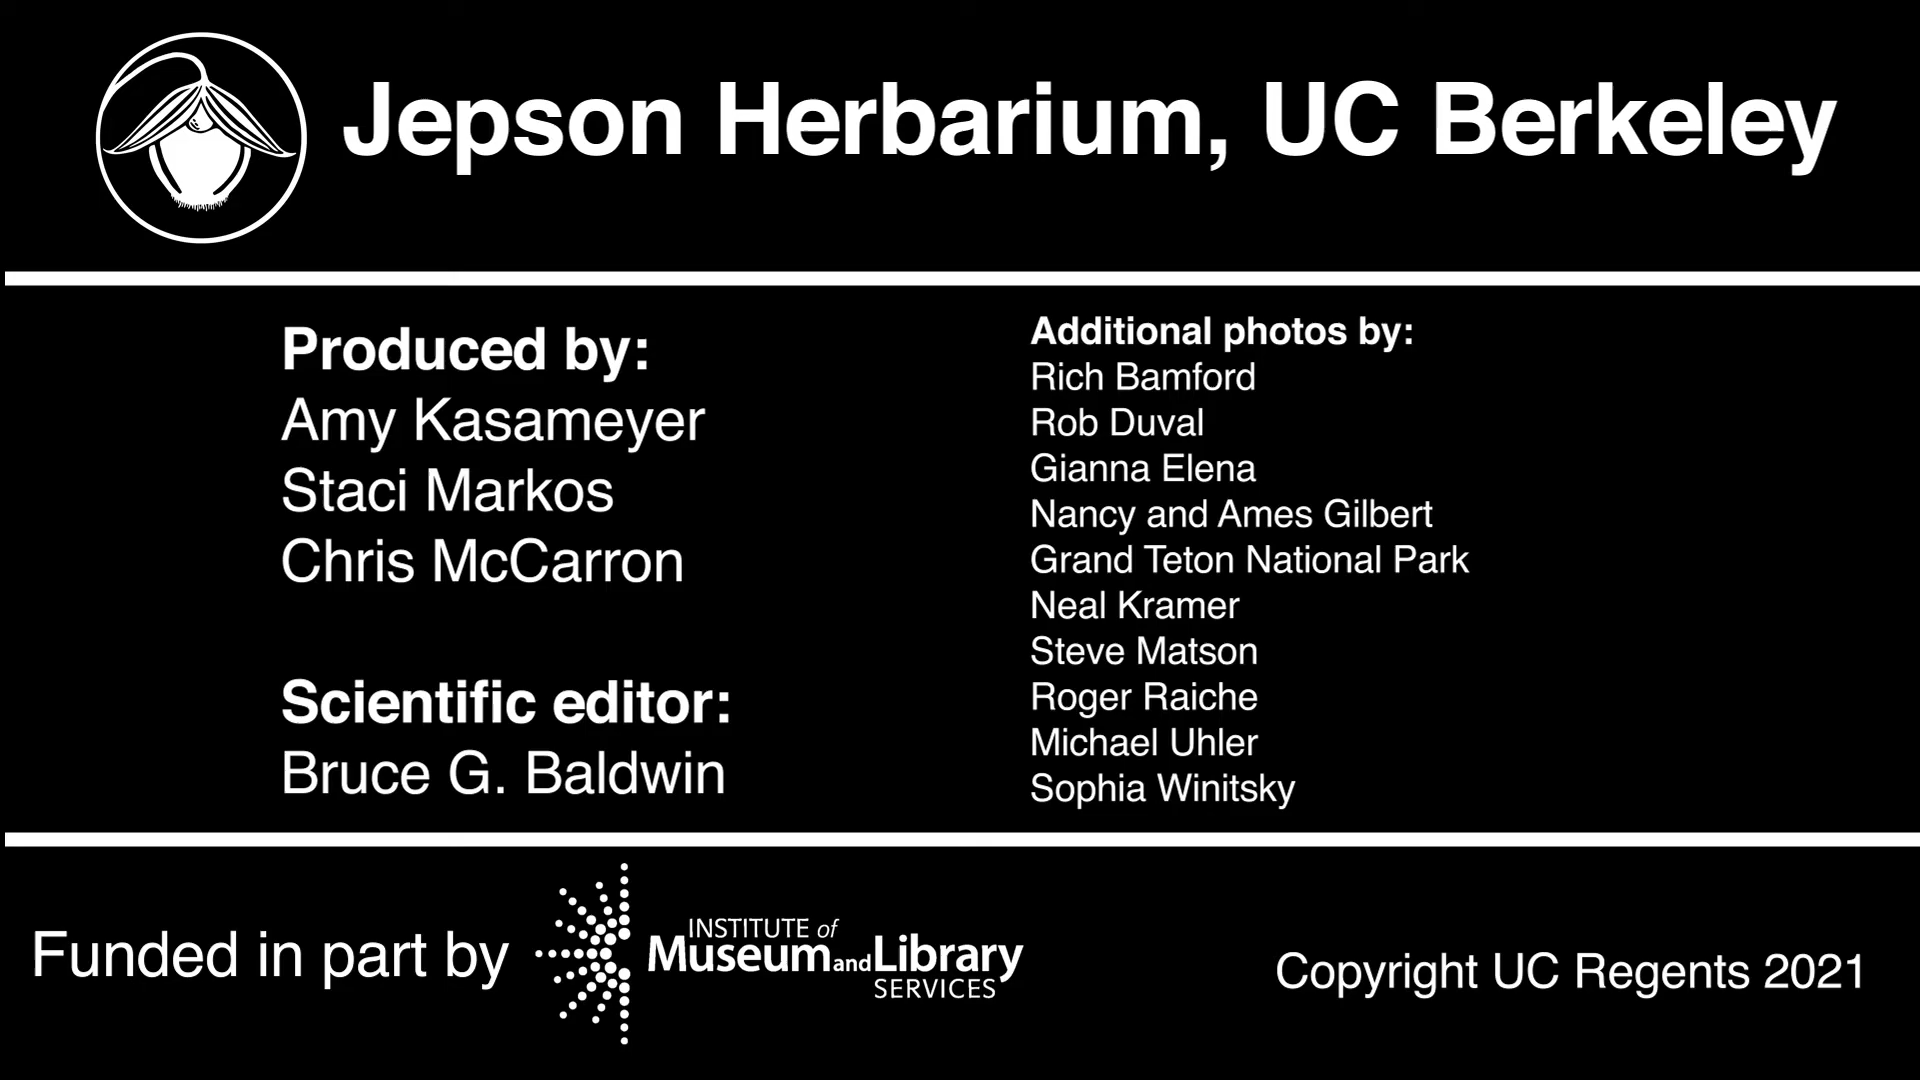 Jepson Herbarium, UC Berkeley
Produced by:
Amy Kasameyer
Staci Markos
Chris McCarron
Scientific editor:
Bruce G. Baldwin
Additional photos by:
Rich Bamford
Rob Duval
Gianna Elena
Nancy and Ames Gilbert
Grand Teton National Park
Neal Kramer
Steve Matson
Roger Raiche
Michael Uhler
Sophia Winitsky
Funded in part by
INSTITUTE of
Museum and Library
SERVICES
Copyright UC Regents 2021